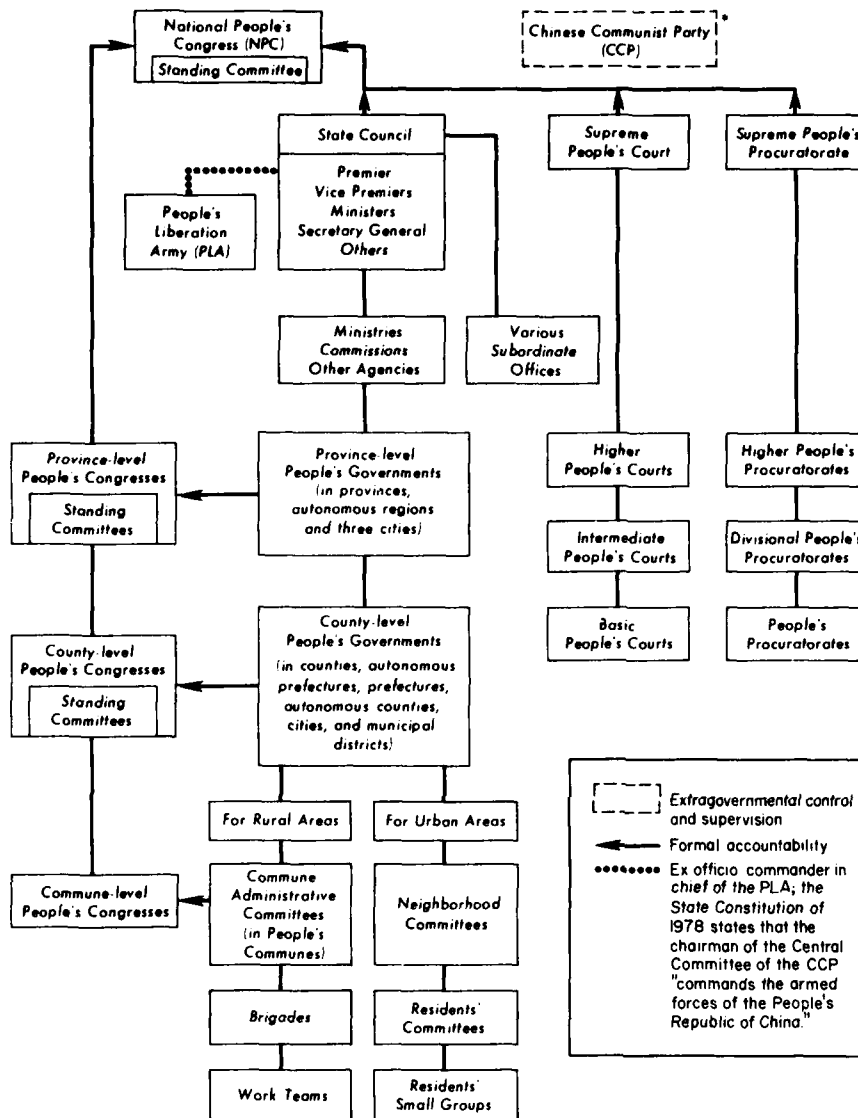 National People's
Congress (NPC)
Standing Committee
Chinese Communist Party *
(CCP)
State Council
Premier
Vice Premiers
Ministers
Secretary General
Others
Supreme
People's Court
Supreme People's
Procuratorate
People's
Liberation
Army (PLA)
Ministries
Commissions
Other Agencies
Various
Subordinate
Offices
Province-level
People's Congresses
Standing
Committees
Province-level
People's Governments
(in provinces,
autonomous regions
and three cities)
Higher
People's Courts
Higher People's
Procuratorates
Intermediate
People's Courts
Divisional People's
Procuratorates
Basic
People's Courts
People's
Procuratorates
County-level
People's Congresses
Standing
Committees
County-level
People's Governments
(in counties, autonomous
prefectures, prefectures,
autonomous counties,
cities, and municipal
districts)
For Rural Areas
For Urban Areas
Commune-level
People's Congresses
Commune
Administrative
Committees
(in People's
Communes)
Neighborhood
Committees
Brigades
Residents'
Committees
Work Teams
Residents'
Small Groups
Extragovernmental control
and supervision
Formal accountability
Ex officio commander in
chief of the PLA; the
State Constitution of
1978 states that the
chairman of the Central
Committee of the CCP
"commands the armed
forces of the People's
Republic of China."